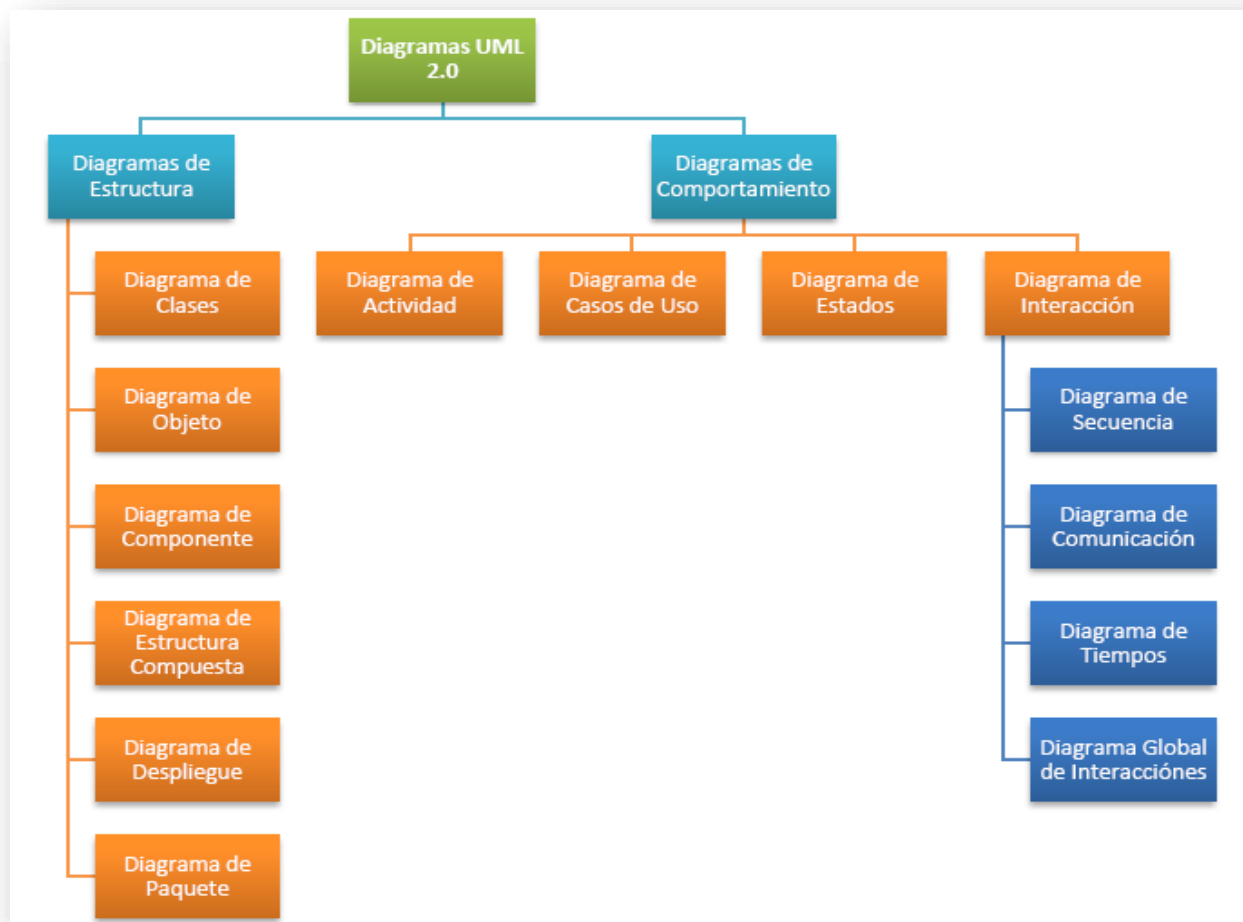 Diagramas UML
2.0
Diagramas de
Estructura
Diagramas de
Comportamiento
Diagrama de
Clases
Diagrama de
Actividad
Diagrama de
Casos de Uso
Diagrama de
Estados
Diagrama de
Interacción
Diagrama de
Objeto
Diagrama de
Secuencia
Diagrama de
Componente
Diagrama de
Comunicación
Diagrama de
Estructura
Compuesta
Diagrama de
Tiempos
Diagrama de
Despliegue
Diagrama Global
de Interacciónes
Diagrama de
Paquete